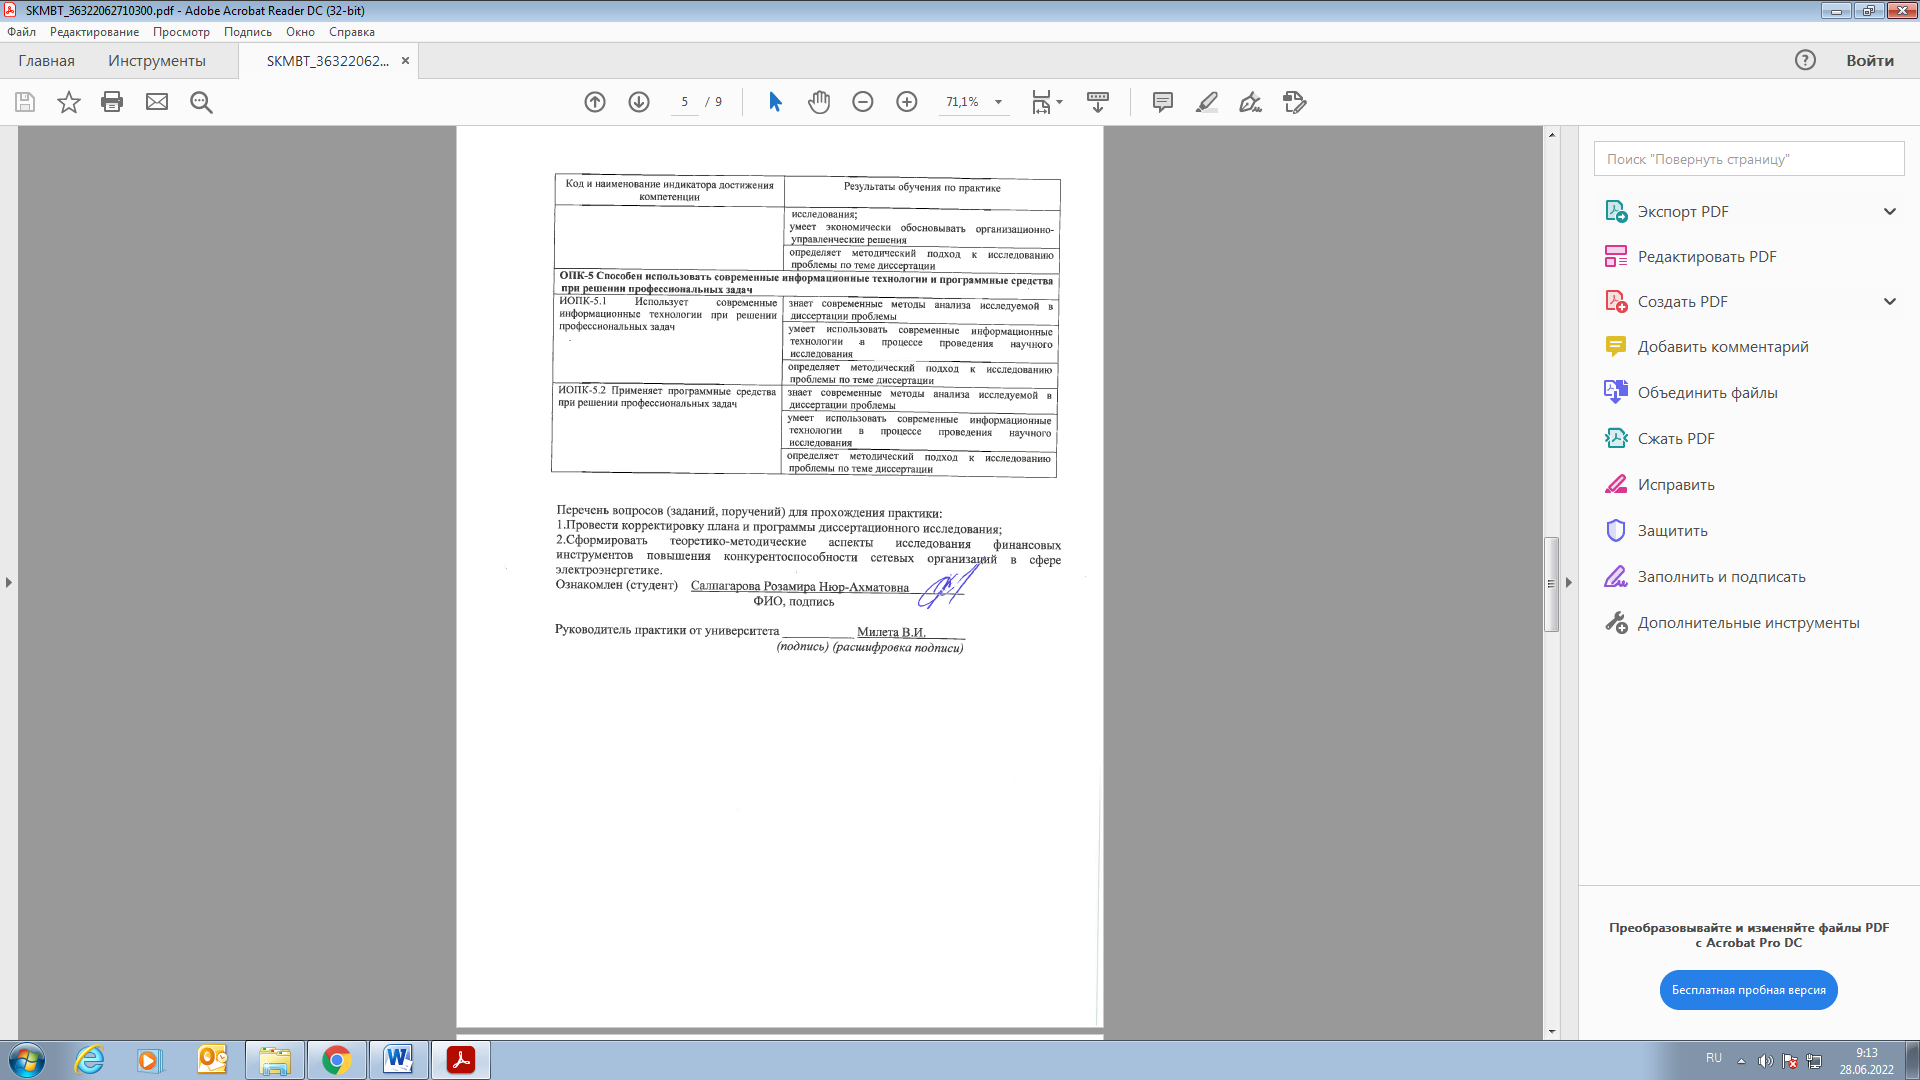 SKMBT_36322062710300.pdf - Adobe Acrobat Reader DC (32-bit)
Файл Редактирование Просмотр Подпись Окно Справка
Главная Инструменты SKMBT_36322062... × Войти
5 / 9 71,1%
Код и наименование индикатора достижения компетенции
Результаты обучения по практике
исследования;
умеет экономически обосновывать организационно-
управленческие решения
определяет методический подход к исследованию
проблемы по теме диссертации
ОПК-5 Способен использовать современные информационные технологии и программные средства
при решении профессиональных задач
ИОПК-5.1 Использует современные
информационные технологии при решении
профессиональных задач
знает современные методы анализа исследуемой в
диссертации проблемы
умеет использовать современные информационные
технологии в процессе проведения научного
исследования
определяет методический подход к исследованию
проблемы по теме диссертации
ИОПК-5.2 Применяет программные средства
при решении профессиональных задач
знает современные методы анализа исследуемой в
диссертации проблемы
умеет использовать современные информационные
технологии в процессе проведения научного
исследования
определяет методический подход к исследованию
проблемы по теме диссертации
Перечень вопросов (заданий, поручений) для прохождения практики:
1.Провести корректировку плана и программы диссертационного исследования;
2.Сформировать теоретико-методические аспекты исследования финансовых
инструментов повышения конкурентоспособности сетевых организаций в сфере
электроэнергетике.
Ознакомлен (студент) Салпагарова Розамира Нюр-Ахматовна
ФИО, подпись
Руководитель практики от университета ____________ Милета В.И.
(подпись) (расшифровка подписи)
Поиск "Повернуть страницу"
Экспорт PDF
Редактировать PDF
Создать PDF
Добавить комментарий
Объединить файлы
Сжать PDF
Исправить
Защитить
Заполнить и подписать
Дополнительные инструменты
Преобразовывайте и изменяйте файлы PDF
с Acrobat Pro DC
Бесплатная пробная версия
RU
9:13
28.06.2022